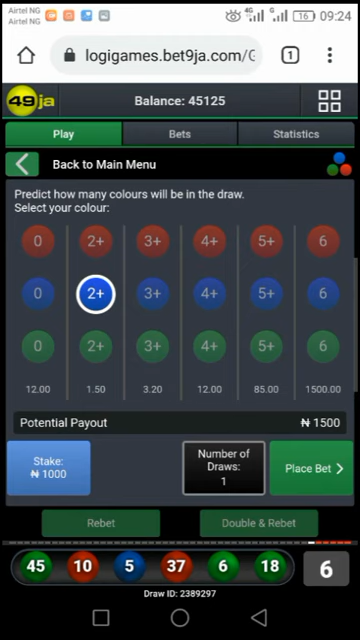 Airtel NG
Airtel NG
4G
G
16
09:24
logigames.bet9ja.com/G
1
49ja
Balance: 45125
Play
Bets
Statistics
Back to Main Menu
Predict how many colours will be in the draw.
Select your colour:
0 2+ 3+ 4+ 5+ 6
0 2+ 3+ 4+ 5+ 6
0 2+ 3+ 4+ 5+ 6
12.00 1.50 3.20 12.00 85.00 1500.00
Potential Payout ₦ 1500
Stake:
₦ 1000
Number of
Draws:
1
Place Bet
Rebet
Double & Rebet
45 10 5 37 6 18 6
Draw ID: 2389297